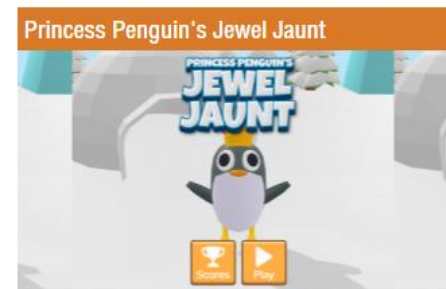 Princess Penguin's Jewel Jaunt
PRINCESS PENGUIN'S
JEWEL
JAUNT
Scores
Play